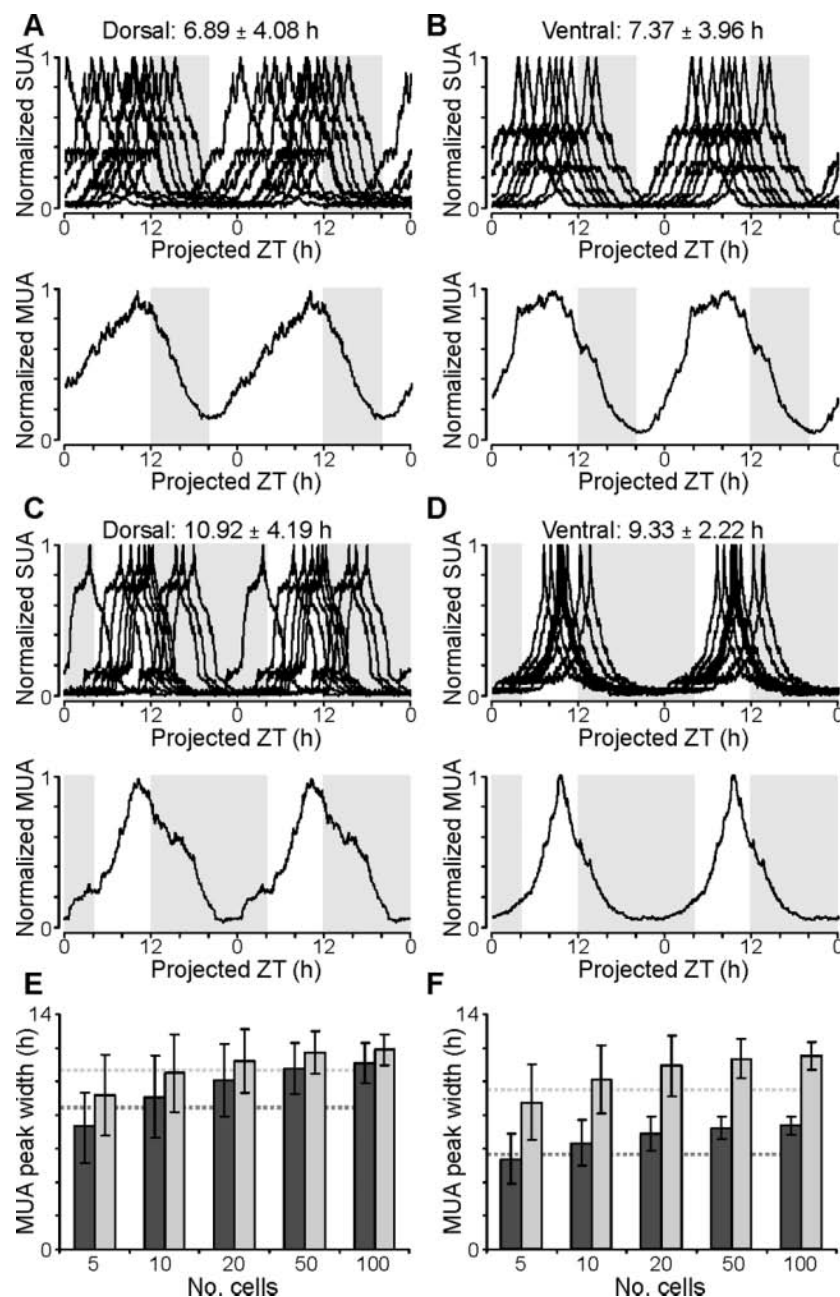 A
Dorsal: 6.89 ± 4.08 h
Normalized SUA
1
0
0 12 0 12 0
Projected ZT (h)
Normalized MUA
1
0
0 12 0 12 0
Projected ZT (h)
B
Ventral: 7.37 ± 3.96 h
Normalized SUA
1
0
0 12 0 12 0
Projected ZT (h)
Normalized MUA
1
0
0 12 0 12 0
Projected ZT (h)
C
Dorsal: 10.92 ± 4.19 h
Normalized SUA
1
0
0 12 0 12 0
Projected ZT (h)
Normalized MUA
1
0
0 12 0 12 0
Projected ZT (h)
D
Ventral: 9.33 ± 2.22 h
Normalized SUA
1
0
0 12 0 12 0
Projected ZT (h)
Normalized MUA
1
0
0 12 0 12 0
Projected ZT (h)
E
MUA peak width (h)
14
0
5 10 20 50 100
No. cells
F
MUA peak width (h)
14
0
5 10 20 50 100
No. cells